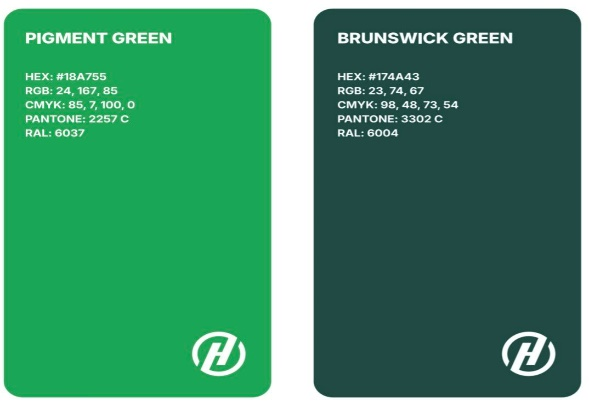 PIGMENT GREEN
HEX: #18A755
RGB: 24, 167, 85
CMYK: 85, 7, 100, 0
PANTONE: 2257 C
RAL: 6037
H
BRUNSWICK GREEN
HEX: #174A43
RGB: 23, 74, 67
CMYK: 98, 48, 73, 54
PANTONE: 3302 C
RAL: 6004
H